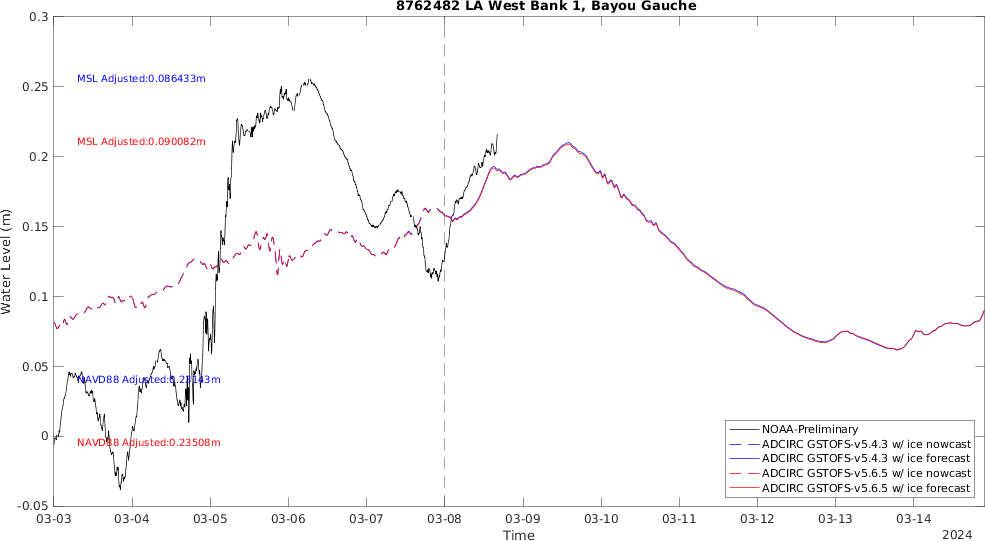 8762482 LA West Bank 1, Bayou Gauche
Water Level (m)
0.3
0.25
0.2
0.15
0.1
0.05
0
-0.05
MSL Adjusted:0.086433m
MSL Adjusted:0.090082m
NAVD88 Adjusted:0.23143m
NAVD88 Adjusted:0.23508m
NOAA-Preliminary
ADCIRC GSTOFS-v5.4.3 w/ ice nowcast
ADCIRC GSTOFS-v5.4.3 w/ ice forecast
ADCIRC GSTOFS-v5.6.5 w/ ice nowcast
ADCIRC GSTOFS-v5.6.5 w/ ice forecast
03-03 03-04 03-05 03-06 03-07 03-08 03-09 03-10 03-11 03-12 03-13 03-14
Time
2024